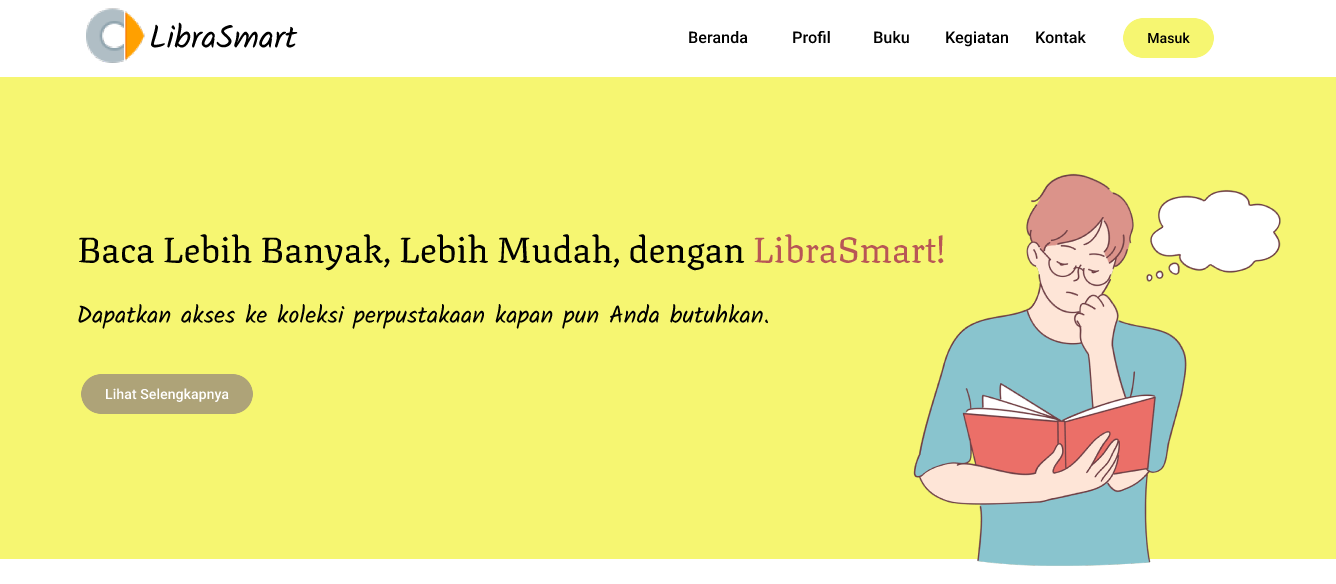 LibraSmart
Beranda Profil Buku Kegiatan Kontak Masuk
Baca Lebih Banyak, Lebih Mudah, dengan LibraSmart!
Dapatkan akses ke koleksi perpustakaan kapan pun Anda butuhkan.
Lihat Selengkapnya